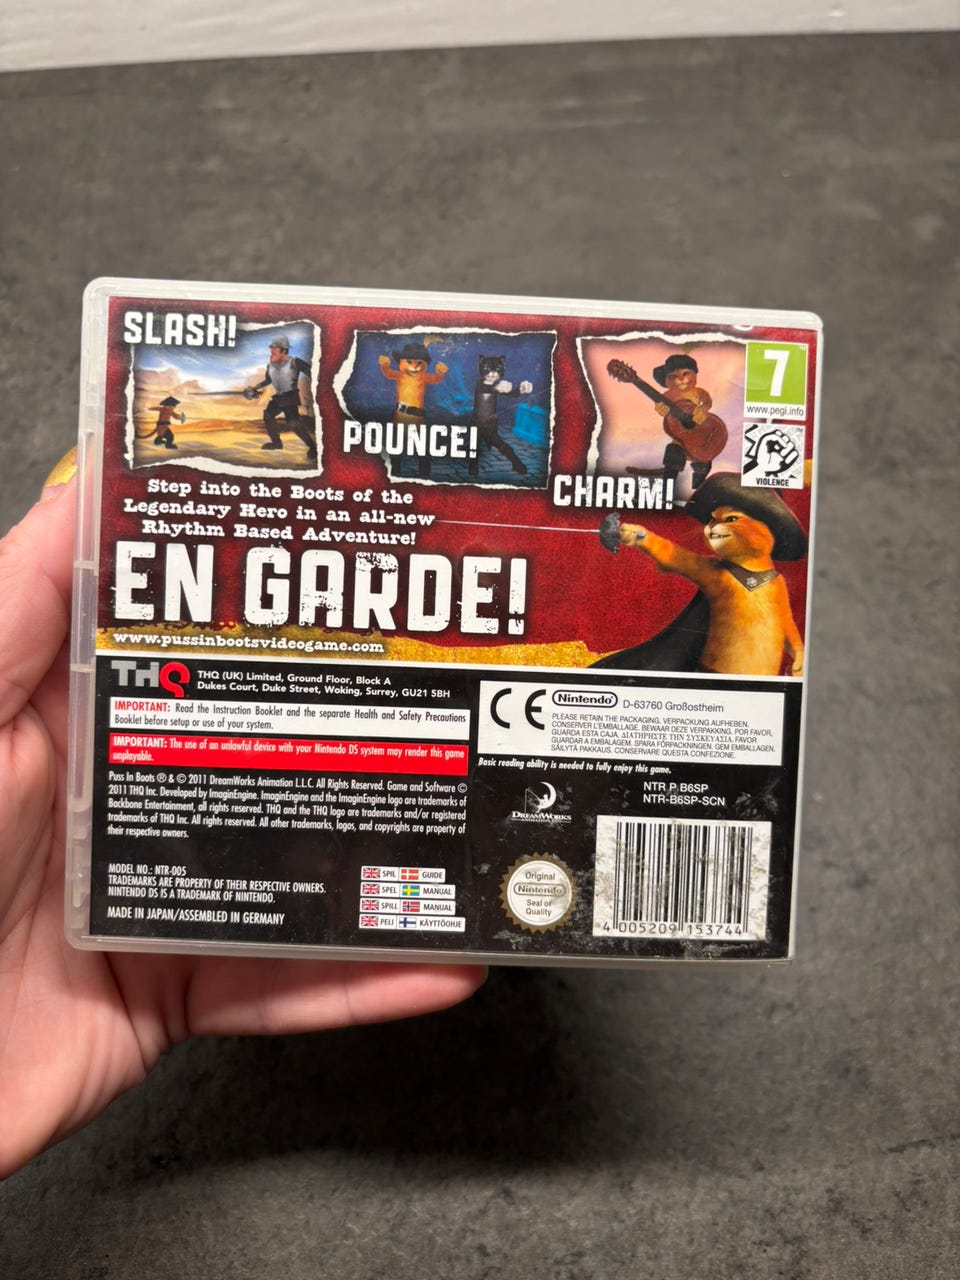 SLASH!
POUNCE!
CHARM!
7
www.pegi.info
VIOLENCE
Step into the Boots of the
Legendary Hero in an all-new
Rhythm Based Adventure!
EN GARDE!
www.pussinbootsvideogame.com
THQ
THQ (UK) Limited, Ground Floor, Block A
Dukes Court, Duke Street, Woking, Surrey, GU21 5BH
IMPORTANT: Read the Instruction Booklet and the separate Health and Safety Precautions
Booklet before setup or use of your system.
IMPORTANT: The use of an unlawful device with your Nintendo DS system may render this game
unplayable.
Puss In Boots ® & © 2011 DreamWorks Animation L.L.C. All Rights Reserved. Game and Software ©
2011 THQ Inc. Developed by ImaginEngine. ImaginEngine and the ImaginEngine logo are trademarks of
Backbone Entertainment, all rights reserved. THQ and the THQ logo are trademarks and/or registered
trademarks of THQ Inc. All rights reserved. All other trademarks, logos, and copyrights are property of
their respective owners.
MODEL NO.: NTR-005
TRADEMARKS ARE PROPERTY OF THEIR RESPECTIVE OWNERS.
NINTENDO DS IS A TRADEMARK OF NINTENDO.
MADE IN JAPAN/ASSEMBLED IN GERMANY
SPIL GUIDE
SPEL MANUAL
SPILL MANUAL
PELI KÄYTTÖOHJE
CE Nintendo® D-63760 Großostheim
PLEASE RETAIN THE PACKAGING. VERPACKUNG AUFHEBEN.
CONSERVER L'EMBALLAGE. BEWAAR DEZE VERPAKKING. POR FAVOR,
GUARDA ESTA CAJA. ΔΙΑΤΗΡΗΣΤΕ ΤΗΝ ΣΥΣΚΕΥΑΣΙΑ. FAVOR
GUARDAR A EMBALAGEM. SPARA FÖRPACKNINGEN. GEM EMBALLAGEN.
SÄILYTÄ PAKKAUS. CONSERVARE QUESTA CONFEZIONE.
Basic reading ability is needed to fully enjoy this game.
NTR P B6SP
NTR-B6SP-SCN
DREAMWORKS
Original
Nintendo
Seal of
Quality
4 005209 153744